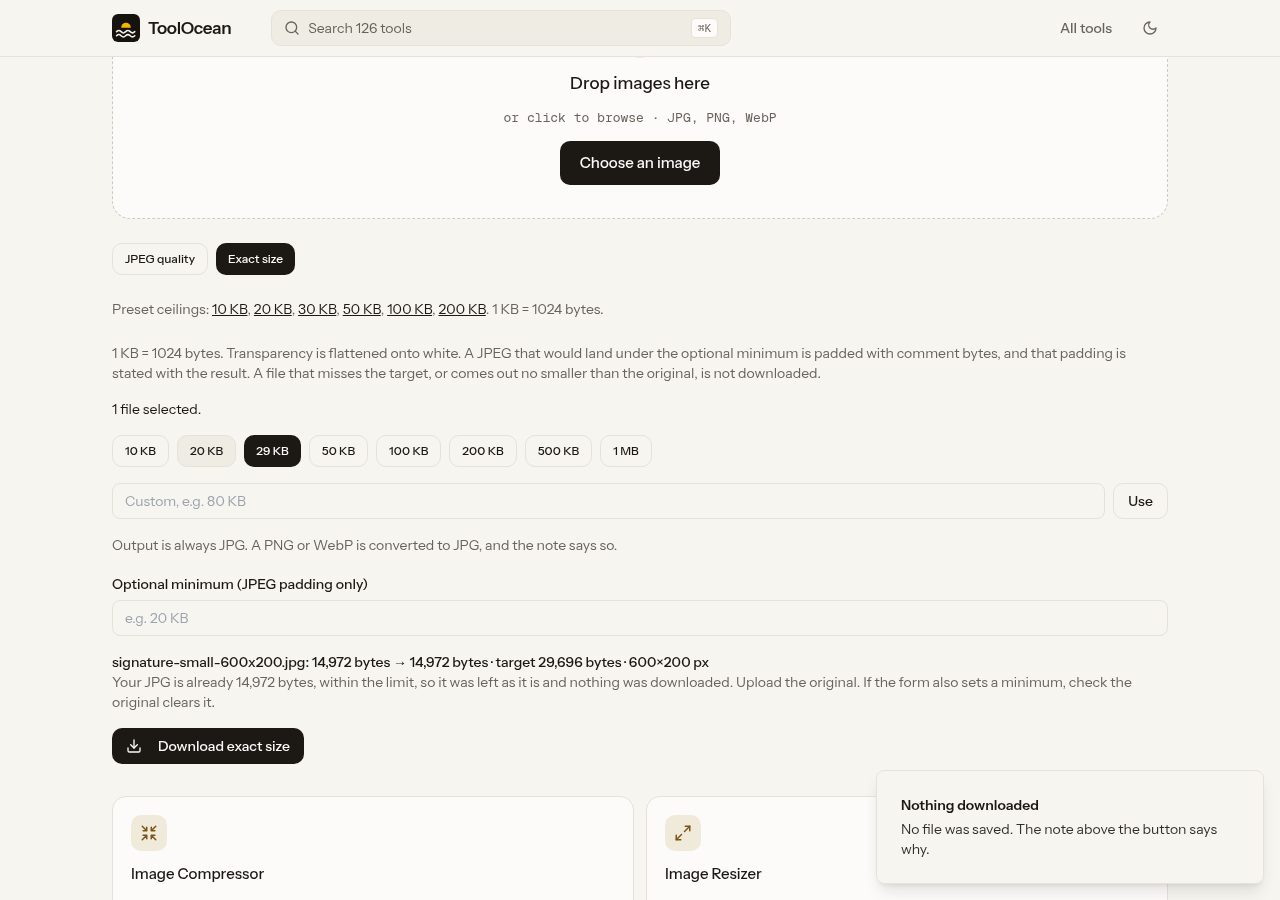 ToolOcean
Search 126 tools
⌘K
All tools
Drop images here
or click to browse · JPG, PNG, WebP
Choose an image
JPEG quality
Exact size
Preset ceilings: 10 KB, 20 KB, 30 KB, 50 KB, 100 KB, 200 KB. 1 KB = 1024 bytes.
1 KB = 1024 bytes. Transparency is flattened onto white. A JPEG that would land under the optional minimum is padded with comment bytes, and that padding is
stated with the result. A file that misses the target, or comes out no smaller than the original, is not downloaded.
1 file selected.
10 KB
20 KB
29 KB
50 KB
100 KB
200 KB
500 KB
1 MB
Custom, e.g. 80 KB
Use
Output is always JPG. A PNG or WebP is converted to JPG, and the note says so.
Optional minimum (JPEG padding only)
e.g. 20 KB
signature-small-600x200.jpg: 14,972 bytes → 14,972 bytes · target 29,696 bytes · 600×200 px
Your JPG is already 14,972 bytes, within the limit, so it was left as it is and nothing was downloaded. Upload the original. If the form also sets a minimum, check the
original clears it.
Download exact size
Image Compressor
Image Resizer
Nothing downloaded
No file was saved. The note above the button says
why.